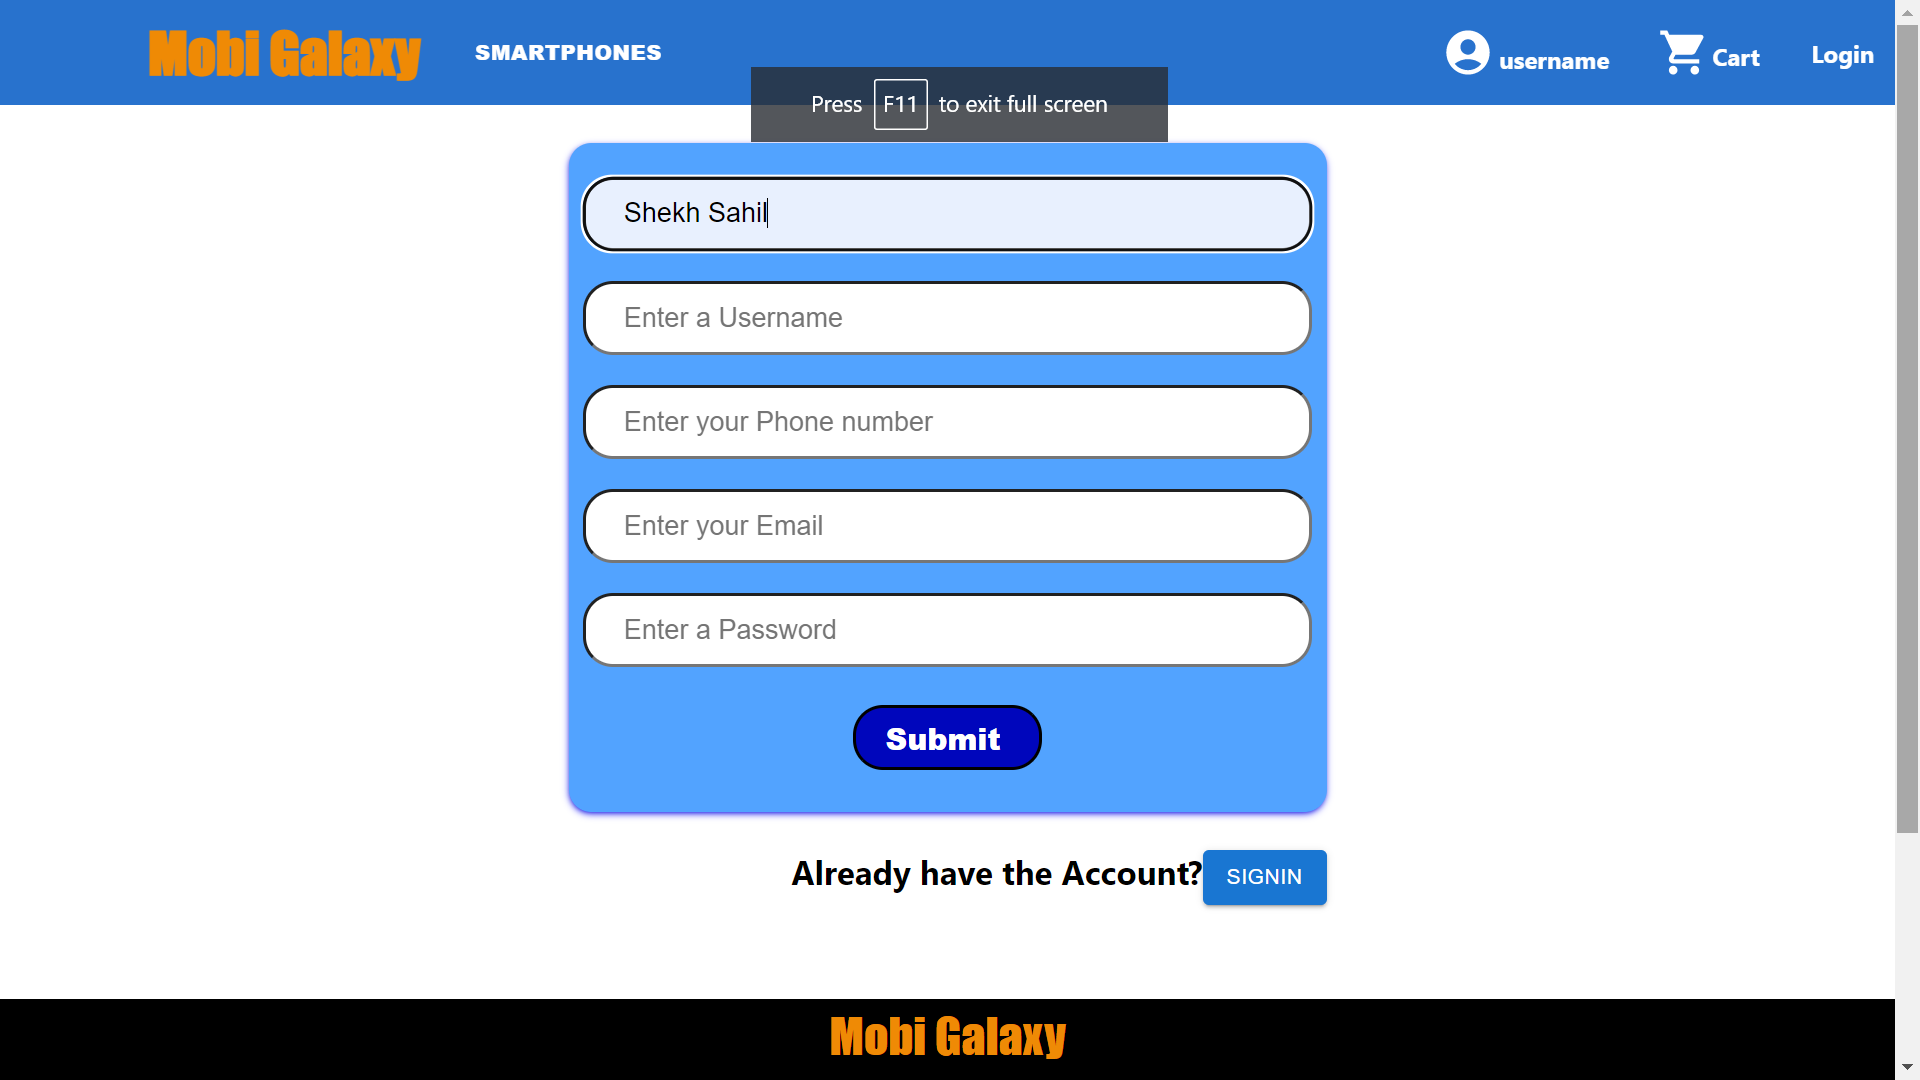 Mobi Galaxy
SMARTPHONES
username
Cart
Login
Press F11 to exit full screen
Shekh Sahil
Enter a Username
Enter your Phone number
Enter your Email
Enter a Password
Submit
Already have the Account?
SIGNIN
Mobi Galaxy